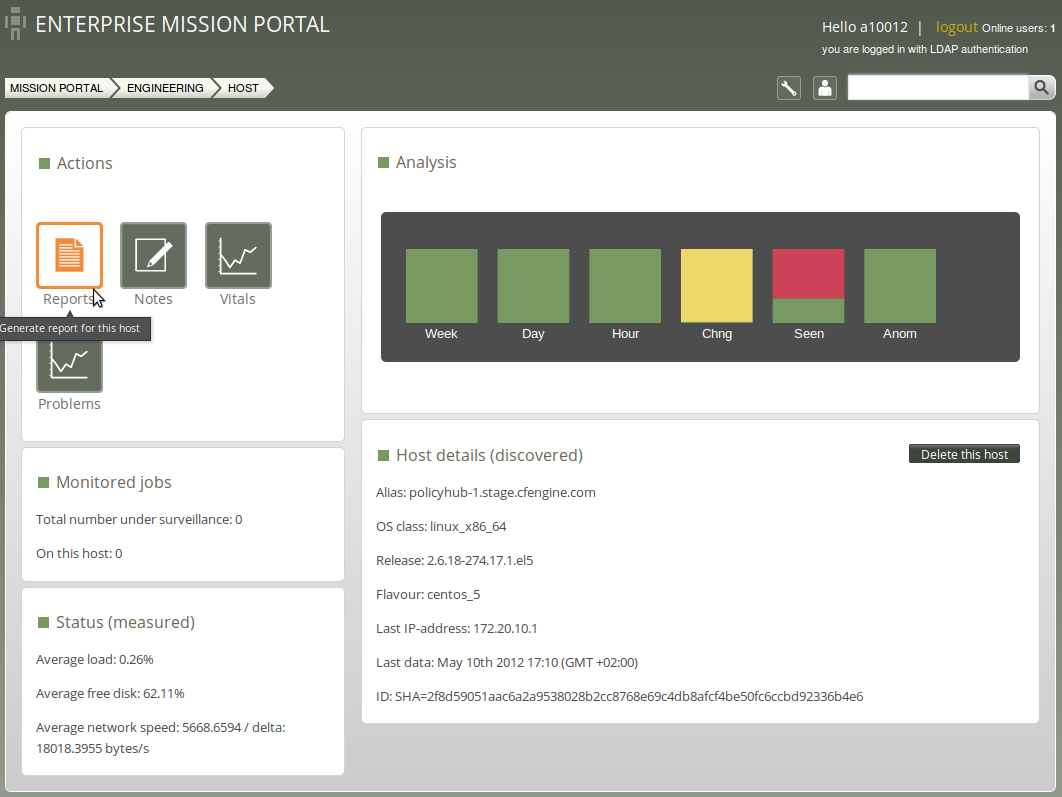 ENTERPRISE MISSION PORTAL
Hello a10012 | logout Online users: 1
you are logged in with LDAP authentication
MISSION PORTAL ENGINEERING HOST
Actions
Reports Notes Vitals
Generate report for this host
Problems
Analysis
Week Day Hour Chng Seen Anom
Monitored jobs
Total number under surveillance: 0
On this host: 0
Status (measured)
Average load: 0.26%
Average free disk: 62.11%
Average network speed: 5668.6594 / delta:
18018.3955 bytes/s
Host details (discovered)
Delete this host
Alias: policyhub-1.stage.cfengine.com
OS class: linux_x86_64
Release: 2.6.18-274.17.1.el5
Flavour: centos_5
Last IP-address: 172.20.10.1
Last data: May 10th 2012 17:10 (GMT +02:00)
ID: SHA=2f8d59051aac6a2a9538028b2cc8768e69c4db8afcf4be50fc6ccbd92336b4e6